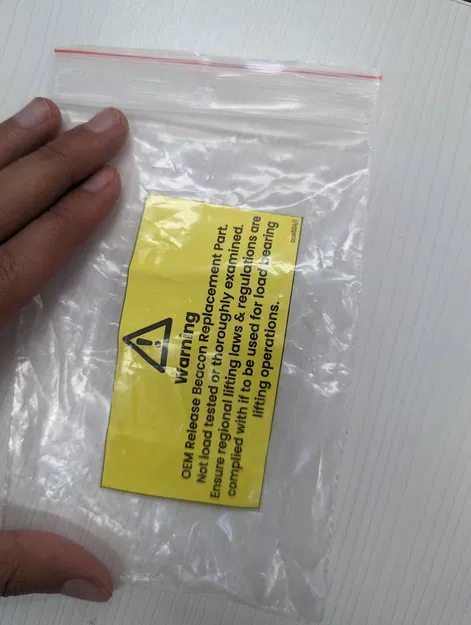 Warning
OEM Release Beacon Replacement Part.
Not load tested or thoroughly examined.
Ensure regional lifting laws & regulations are
complied with if to be used for load bearing
lifting operations.